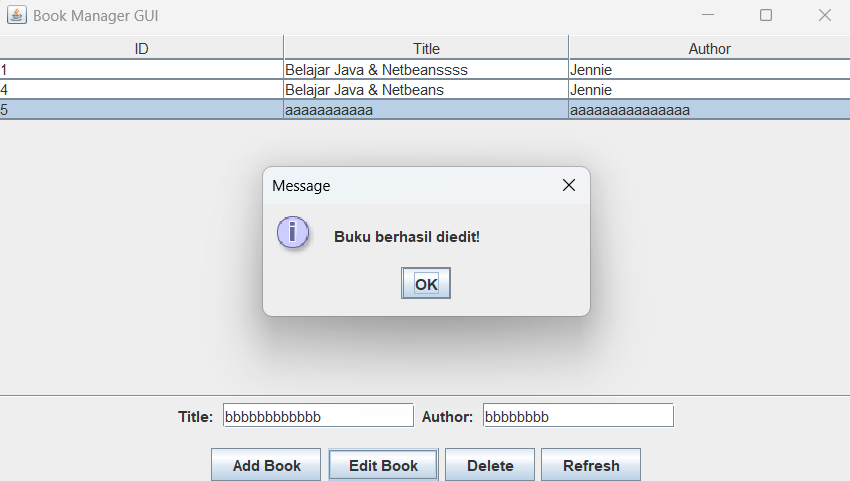 Book Manager GUI
ID Title Author
1 Belajar Java & Netbeanssss Jennie
4 Belajar Java & Netbeans Jennie
5 aaaaaaaaaaa aaaaaaaaaaaaaaa
Message
Buku berhasil diedit!
OK
Title: bbbbbbbbbbbb Author: bbbbbbbb
Add Book Edit Book Delete Refresh